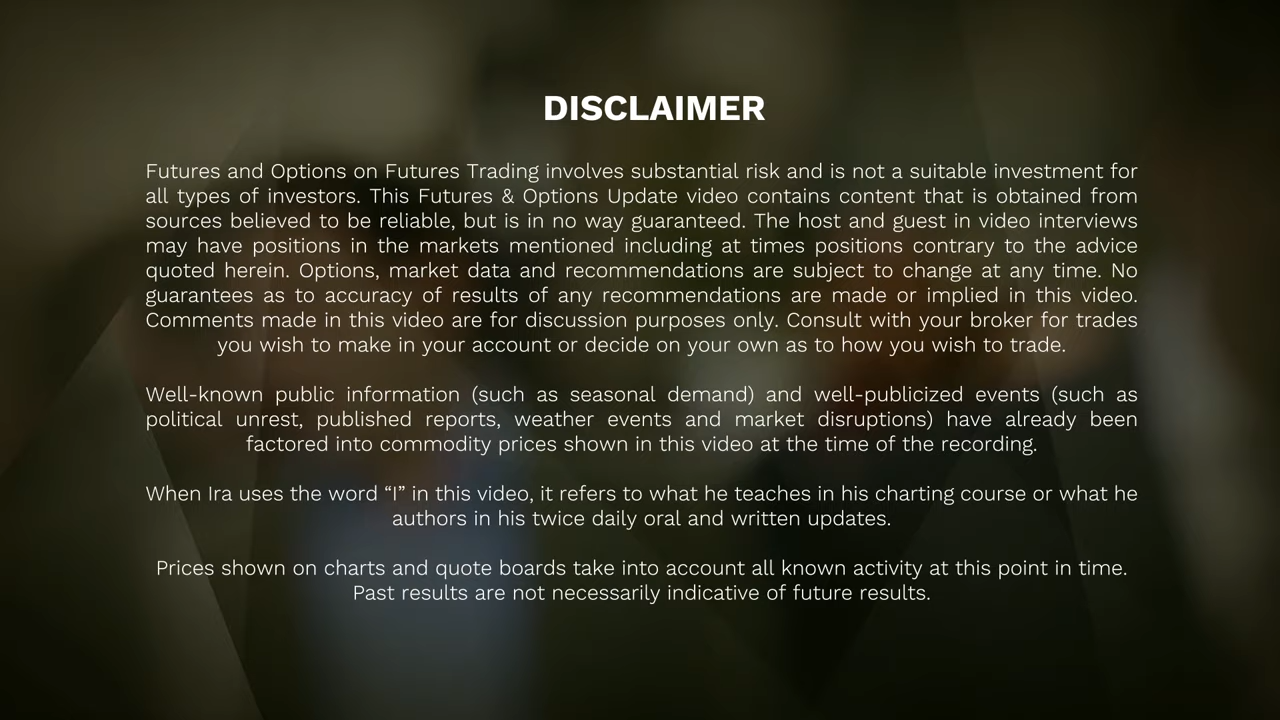 DISCLAIMER
Futures and Options on Futures Trading involves substantial risk and is not a suitable investment for
all types of investors. This Futures & Options Update video contains content that is obtained from
sources believed to be reliable, but is in no way guaranteed. The host and guest in video interviews
may have positions in the markets mentioned including at times positions contrary to the advice
quoted herein. Options, market data and recommendations are subject to change at any time. No
guarantees as to accuracy of results of any recommendations are made or implied in this video.
Comments made in this video are for discussion purposes only. Consult with your broker for trades
you wish to make in your account or decide on your own as to how you wish to trade.
Well-known public information (such as seasonal demand) and well-publicized events (such as
political unrest, published reports, weather events and market disruptions) have already been
factored into commodity prices shown in this video at the time of the recording.
When Ira uses the word “I” in this video, it refers to what he teaches in his charting course or what he
authors in his twice daily oral and written updates.
Prices shown on charts and quote boards take into account all known activity at this point in time.
Past results are not necessarily indicative of future results.